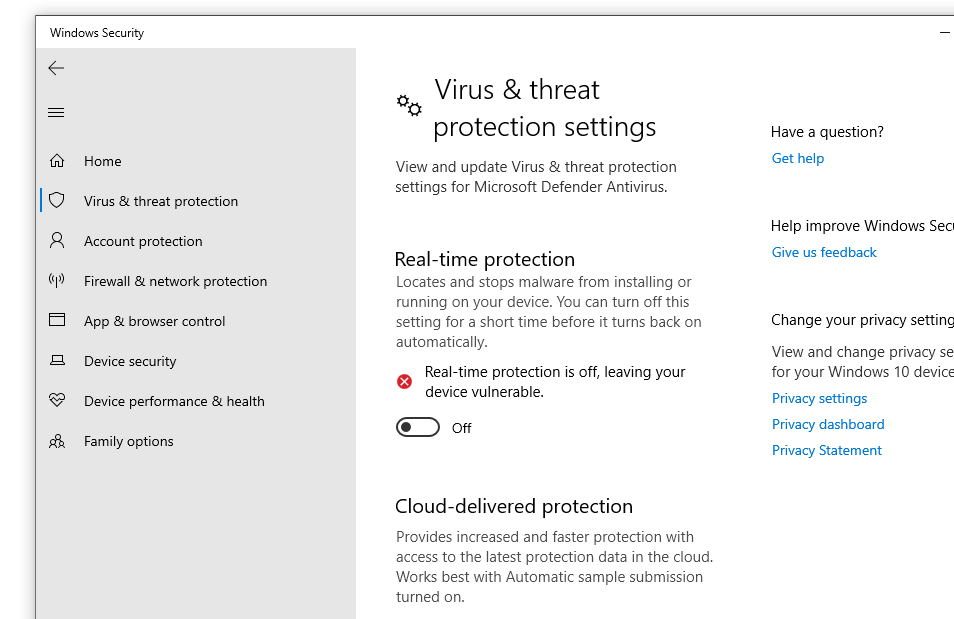 Windows Security
Home
Virus & threat protection
Account protection
Firewall & network protection
App & browser control
Device security
Device performance & health
Family options
Virus & threat
protection settings
View and update Virus & threat protection
settings for Microsoft Defender Antivirus.
Real-time protection
Locates and stops malware from installing or
running on your device. You can turn off this
setting for a short time before it turns back on
automatically.
Real-time protection is off, leaving your
device vulnerable.
Off
Cloud-delivered protection
Provides increased and faster protection with
access to the latest protection data in the cloud.
Works best with Automatic sample submission
turned on.
Have a question?
Get help
Help improve Windows Secu
Give us feedback
Change your privacy setting
View and change privacy se
for your Windows 10 device
Privacy settings
Privacy dashboard
Privacy Statement